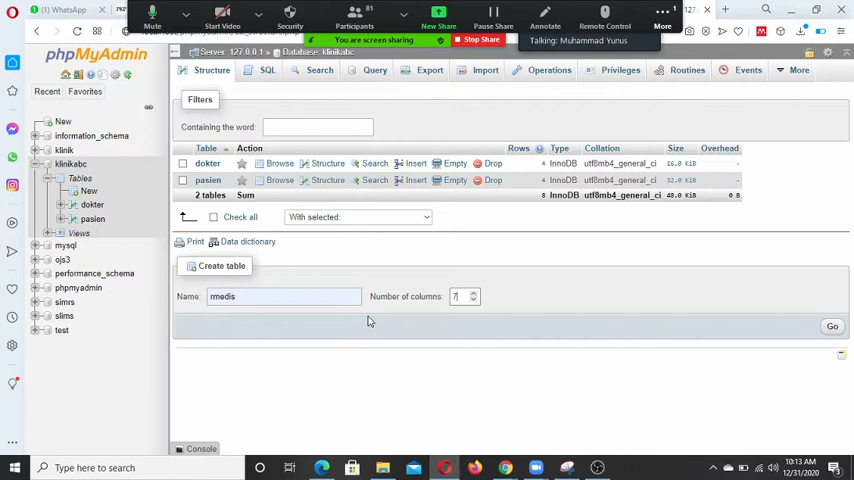 (1) WhatsApp
Mute
Start Video
Security
Participants
81
New Share
Pause Share
Annotate
Remote Control
More
1
You are screen sharing
Stop Share
Talking: Muhammad Yunus
88
phpMyAdmin
Recent
Favorites
New
information_schema
klinik
klinikabc
Tables
New
dokter
pasien
Views
mysql
ojs3
performance_schema
phpmyadmin
simrs
slims
test
Server: 127.0.0.1 » Database: klinikabc
Structure
SQL
Search
Query
Export
Import
Operations
Privileges
Routines
Events
More
Filters
Containing the word:
Table Action Rows Type Collation Size Overhead
dokter Browse Structure Search Insert Empty Drop 4 InnoDB utf8mb4_general_ci 16.0 KiB -
pasien Browse Structure Search Insert Empty Drop 4 InnoDB utf8mb4_general_ci 32.0 KiB -
2 tables Sum 8 InnoDB utf8mb4_general_ci 48.0 KiB 0 B
Check all With selected:
Print Data dictionary
Create table
Name: rmedis Number of columns: 7
Go
Console
Type here to search
10:13 AM
12/31/2020